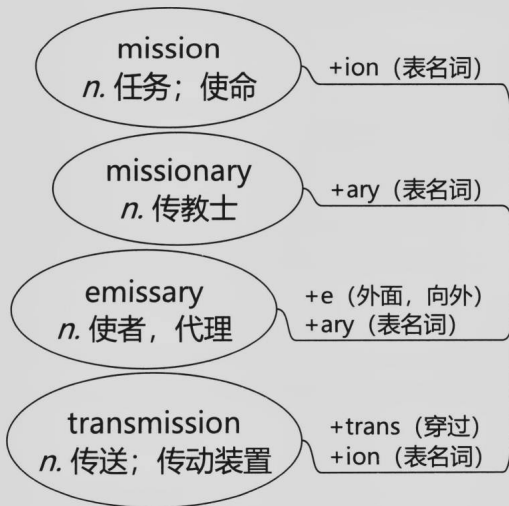 mission
n. 任务；使命
+ion（表名词）
missionary
n. 传教士
+ary（表名词）
emissary
n. 使者，代理
+e（外面，向外）
+ary（表名词）
transmission
n. 传送；传动装置
+trans（穿过）
+ion（表名词）